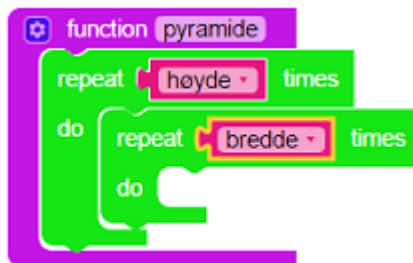 function pyramide
repeat høyde times
do repeat bredde times
do